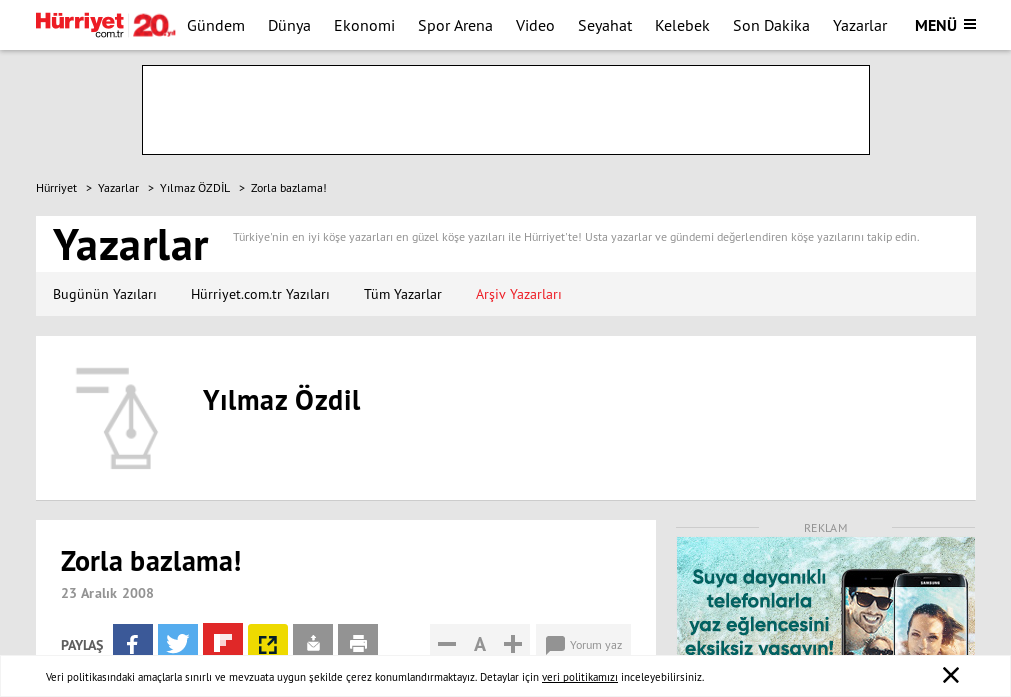 Hürriyet com.tr 20.yıl Gündem Dünya Ekonomi Spor Arena Video Seyahat Kelebek Son Dakika Yazarlar MENÜ
Hürriyet > Yazarlar > Yılmaz ÖZDİL > Zorla bazlama!
Yazarlar Türkiye'nin en iyi köşe yazarları en güzel köşe yazıları ile Hürriyet'te! Usta yazarlar ve gündemi değerlendiren köşe yazılarını takip edin.
Bugünün Yazıları Hürriyet.com.tr Yazıları Tüm Yazarlar Arşiv Yazarları
Yılmaz Özdil
Zorla bazlama!
23 Aralık 2008
PAYLAŞ A Yorum yaz
REKLAM
Suya dayanıklı
telefonlarla
yaz eğlencesini
eksiksiz yaşayın!
SAMSUNG
Veri politikasındaki amaçlarla sınırlı ve mevzuata uygun şekilde çerez konumlandırmaktayız. Detaylar için veri politikamızı inceleyebilirsiniz.